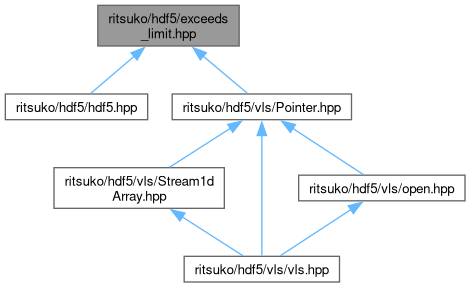 ritsuko/hdf5/exceeds
_limit.hpp
ritsuko/hdf5/hdf5.hpp
ritsuko/hdf5/vls/Pointer.hpp
ritsuko/hdf5/vls/Stream1d
Array.hpp
ritsuko/hdf5/vls/open.hpp
ritsuko/hdf5/vls/vls.hpp